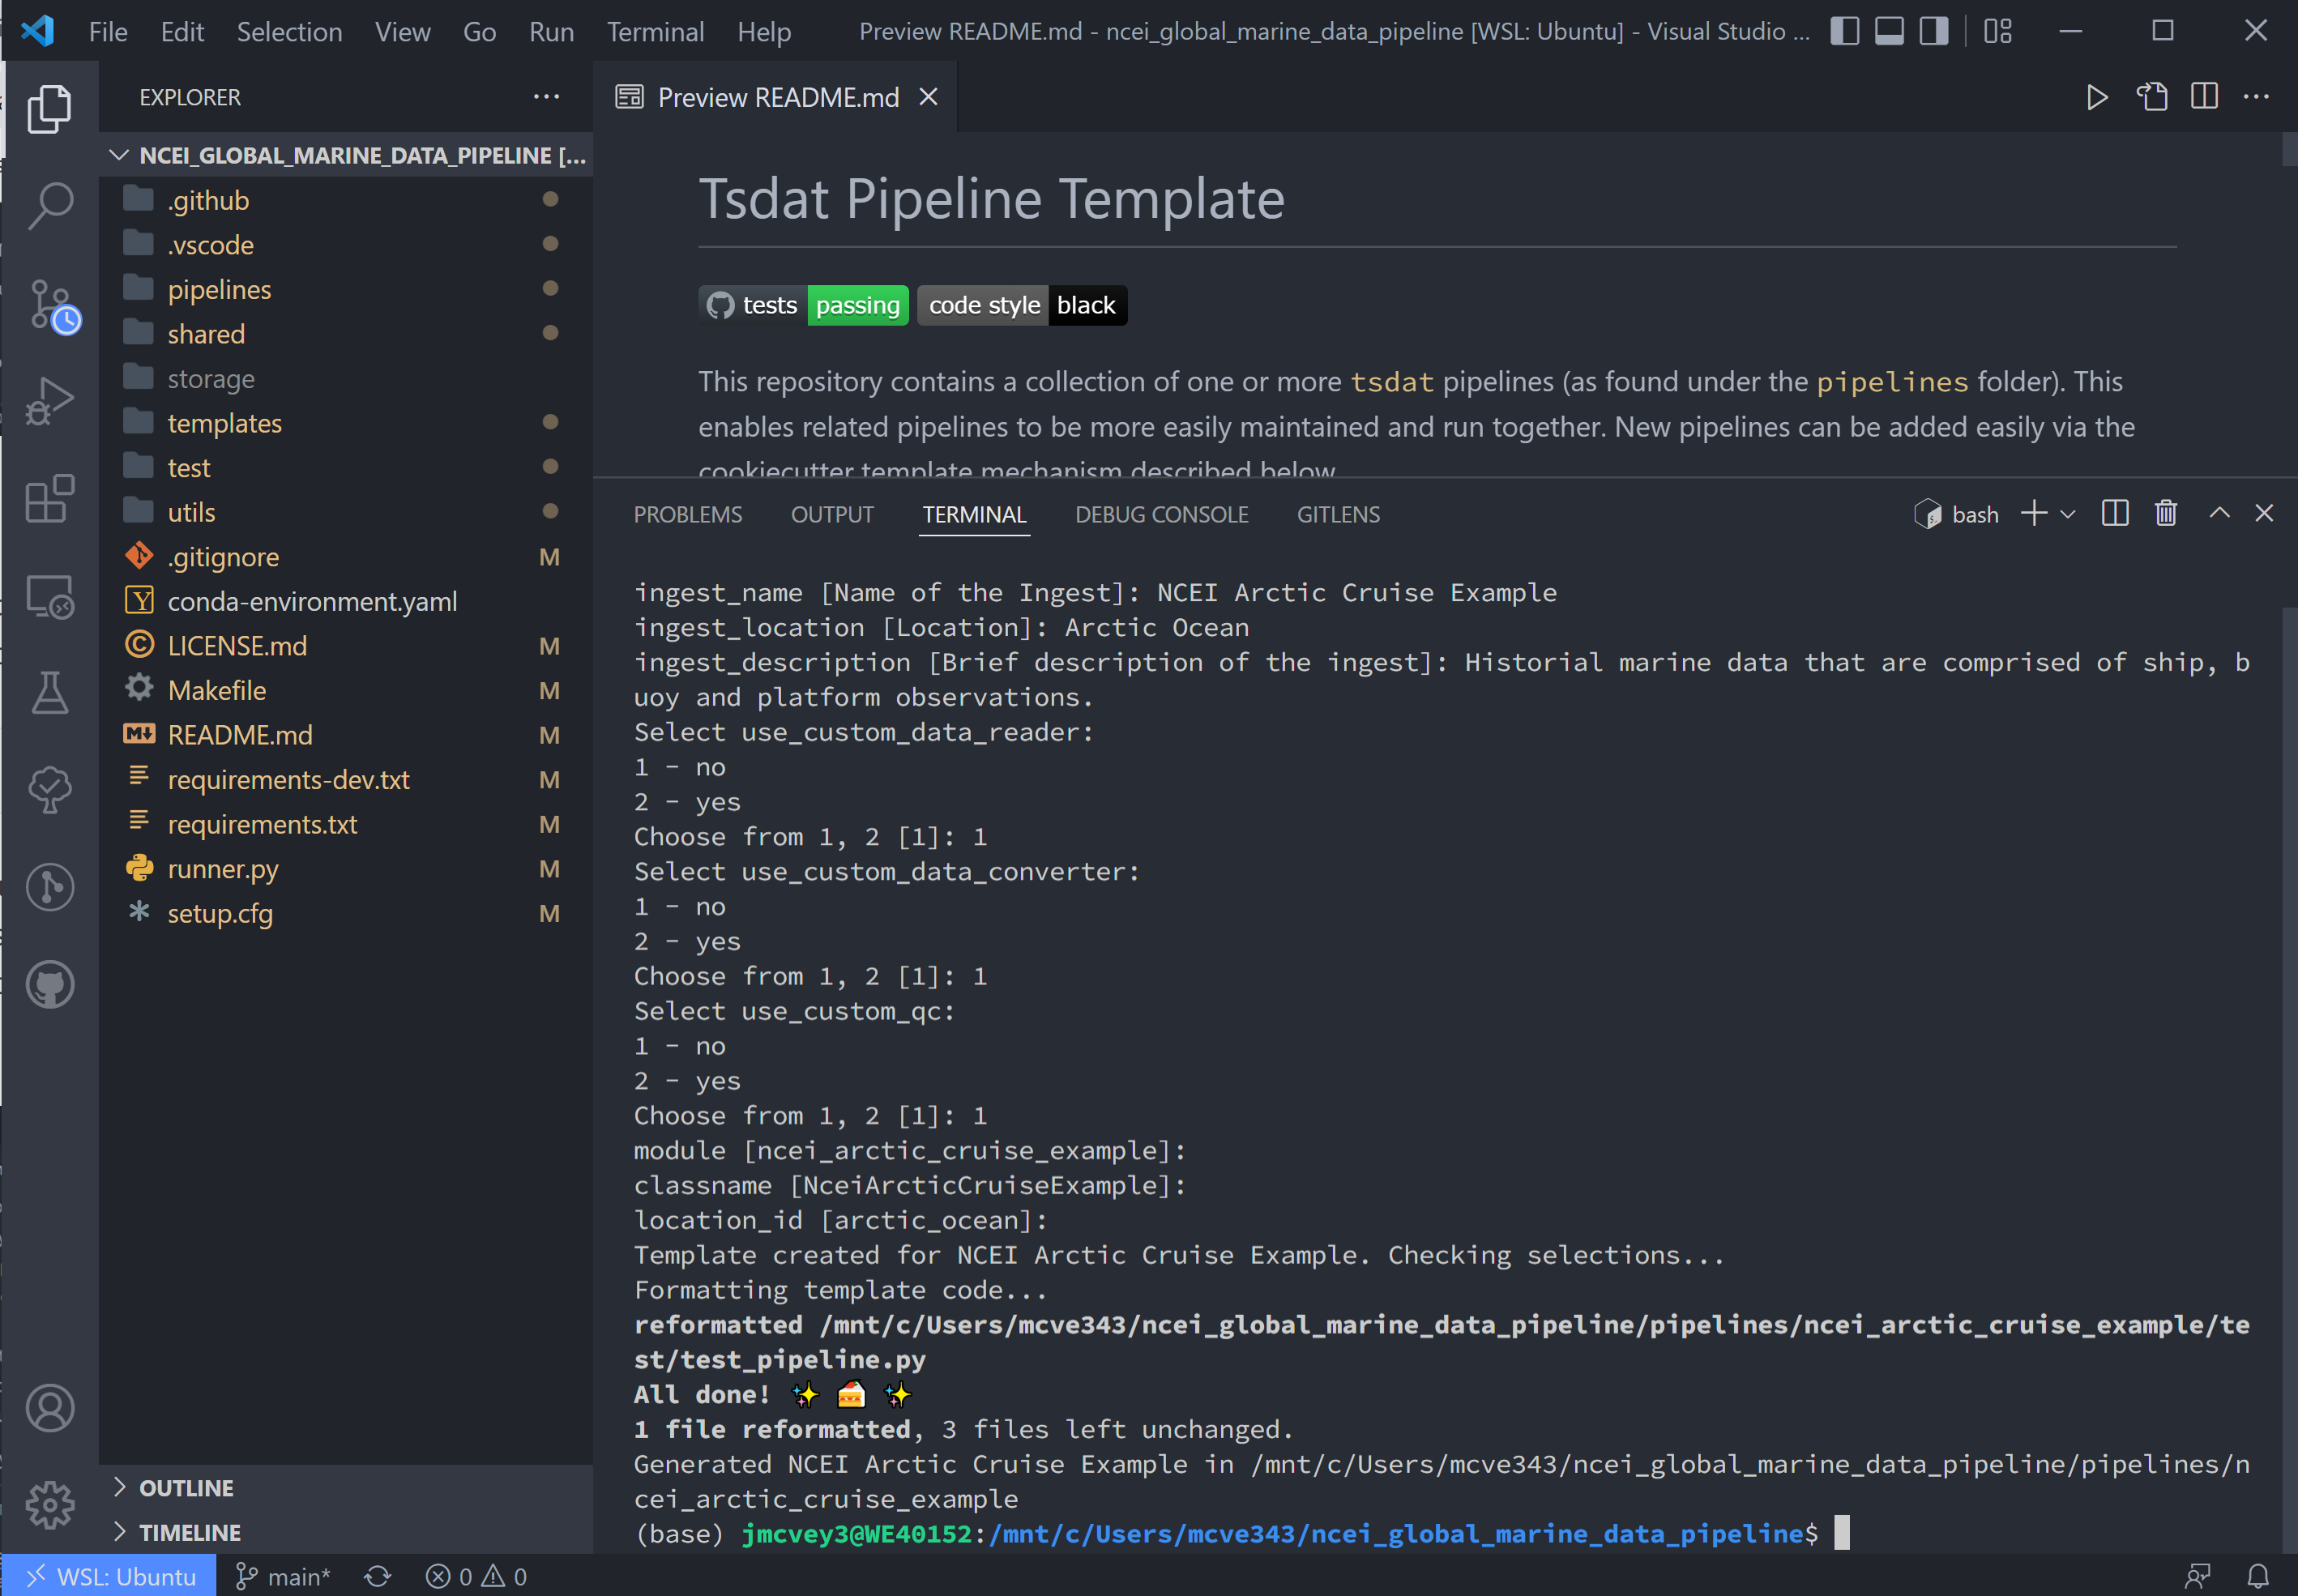 File Edit Selection View Go Run Terminal Help Preview README.md - ncei_global_marine_data_pipeline [WSL: Ubuntu] - Visual Studio ...
EXPLORER
NCEI_GLOBAL_MARINE_DATA_PIPELINE [...
.github
.vscode
pipelines
shared
storage
templates
test
utils
.gitignore M
conda-environment.yaml
LICENSE.md M
Makefile M
README.md M
requirements-dev.txt M
requirements.txt M
runner.py M
setup.cfg M
OUTLINE
TIMELINE
Preview README.md
Tsdat Pipeline Template
tests passing code style black
This repository contains a collection of one or more tsdat pipelines (as found under the pipelines folder). This
enables related pipelines to be more easily maintained and run together. New pipelines can be added easily via the
cookiecutter template mechanism described below.
PROBLEMS OUTPUT TERMINAL DEBUG CONSOLE GITLENS bash
ingest_name [Name of the Ingest]: NCEI Arctic Cruise Example
ingest_location [Location]: Arctic Ocean
ingest_description [Brief description of the ingest]: Historial marine data that are comprised of ship, b
uoy and platform observations.
Select use_custom_data_reader:
1 - no
2 - yes
Choose from 1, 2 [1]: 1
Select use_custom_data_converter:
1 - no
2 - yes
Choose from 1, 2 [1]: 1
Select use_custom_qc:
1 - no
2 - yes
Choose from 1, 2 [1]: 1
module [ncei_arctic_cruise_example]:
classname [NceiArcticCruiseExample]:
location_id [arctic_ocean]:
Template created for NCEI Arctic Cruise Example. Checking selections...
Formatting template code...
reformatted /mnt/c/Users/mcve343/ncei_global_marine_data_pipeline/pipelines/ncei_arctic_cruise_example/te
st/test_pipeline.py
All done! ✨ 🍰 ✨
1 file reformatted, 3 files left unchanged.
Generated NCEI Arctic Cruise Example in /mnt/c/Users/mcve343/ncei_global_marine_data_pipeline/pipelines/n
cei_arctic_cruise_example
(base) jmcvey3@WE40152:/mnt/c/Users/mcve343/ncei_global_marine_data_pipeline$
WSL: Ubuntu main* 0 0